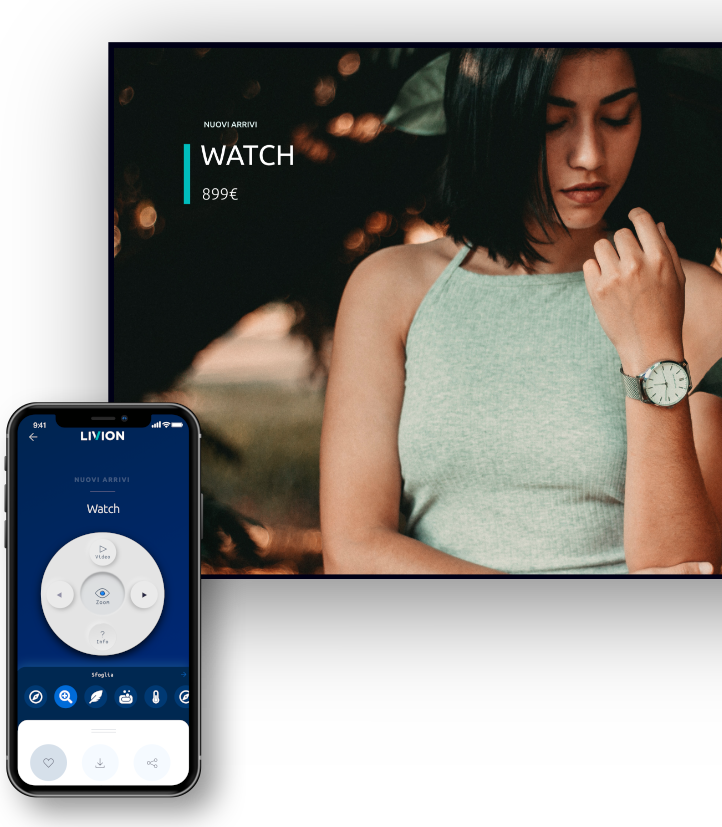 NUOVI ARRIVI
WATCH
899€
9:41
LIVION
NUOVI ARRIVI
Watch
Video
Zoom
?
Info
Sfoglia